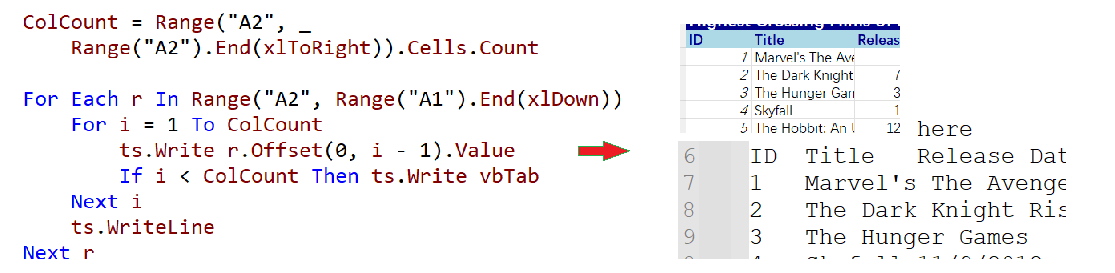 ColCount = Range("A2", _
Range("A2").End(xlToRight)).Cells.Count
For Each r In Range("A2", Range("A1").End(xlDown))
For i = 1 To ColCount
ts.Write r.Offset(0, i - 1).Value
If i < ColCount Then ts.Write vbTab
Next i
ts.WriteLine
Next r
ID Title Releas
1 Marvel's The Ave
2 The Dark Knight 7
3 The Hunger Gan
4 Skyfall 1
5 The Hobbit: An 12
here
6 ID Title Release Dat
7 1 Marvel's The Avenge
8 2 The Dark Knight Ris
9 3 The Hunger Games